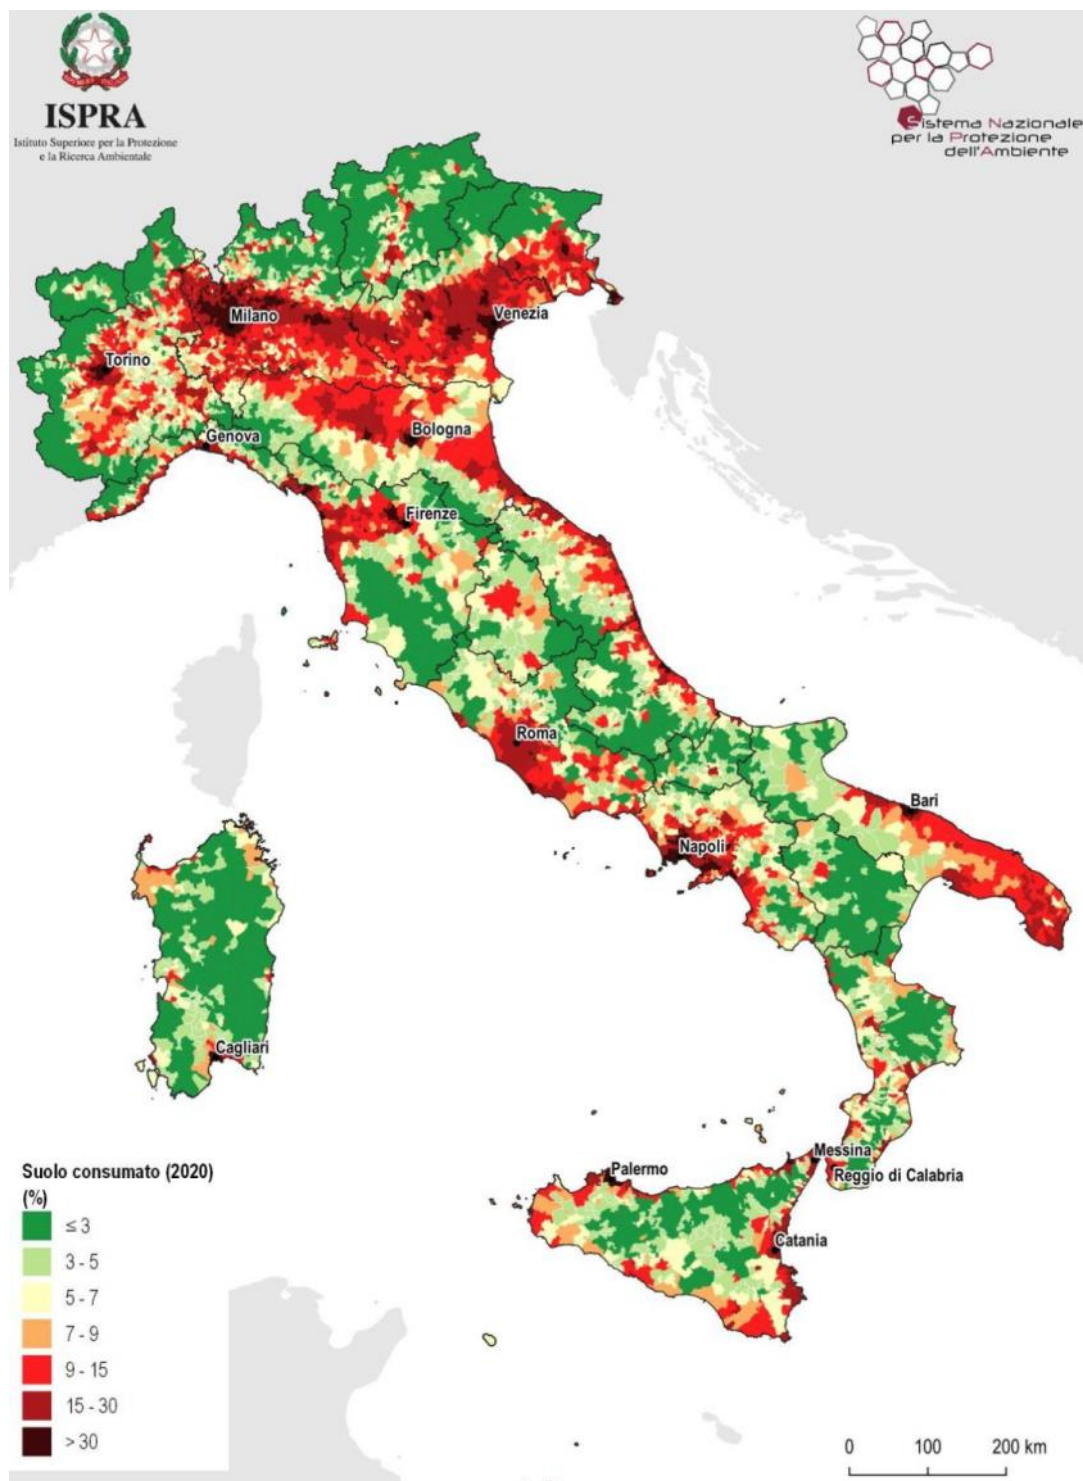 ISPRA
Istituto Superiore per la Protezione
e la Ricerca Ambientale
Sistema Nazionale
per la Protezione
dell'Ambiente
Milano
Venezia
Torino
Genova
Bologna
Firenze
Roma
Bari
Napoli
Cagliari
Messina
Palermo
Reggio di Calabria
Catania
Suolo consumato (2020)
(%)
≤ 3
3 - 5
5 - 7
7 - 9
9 - 15
15 - 30
> 30
0 100 200 km